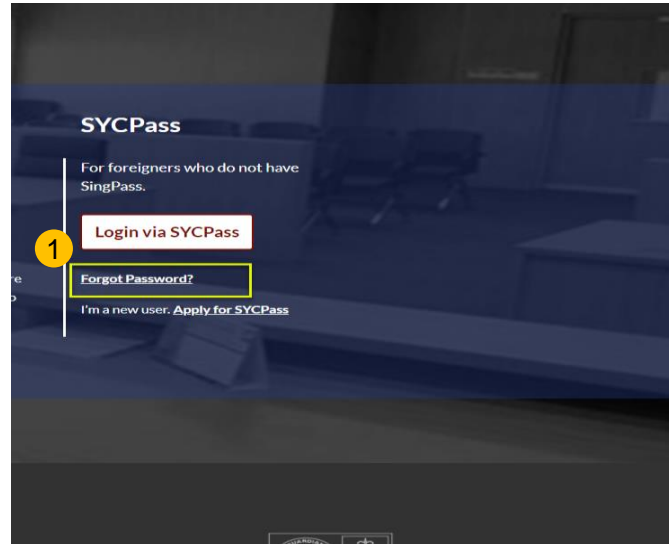 SYCPass
For foreigners who do not have
SingPass.
Login via SYCPass
1
Forgot Password?
I'm a new user. Apply for SYCPass